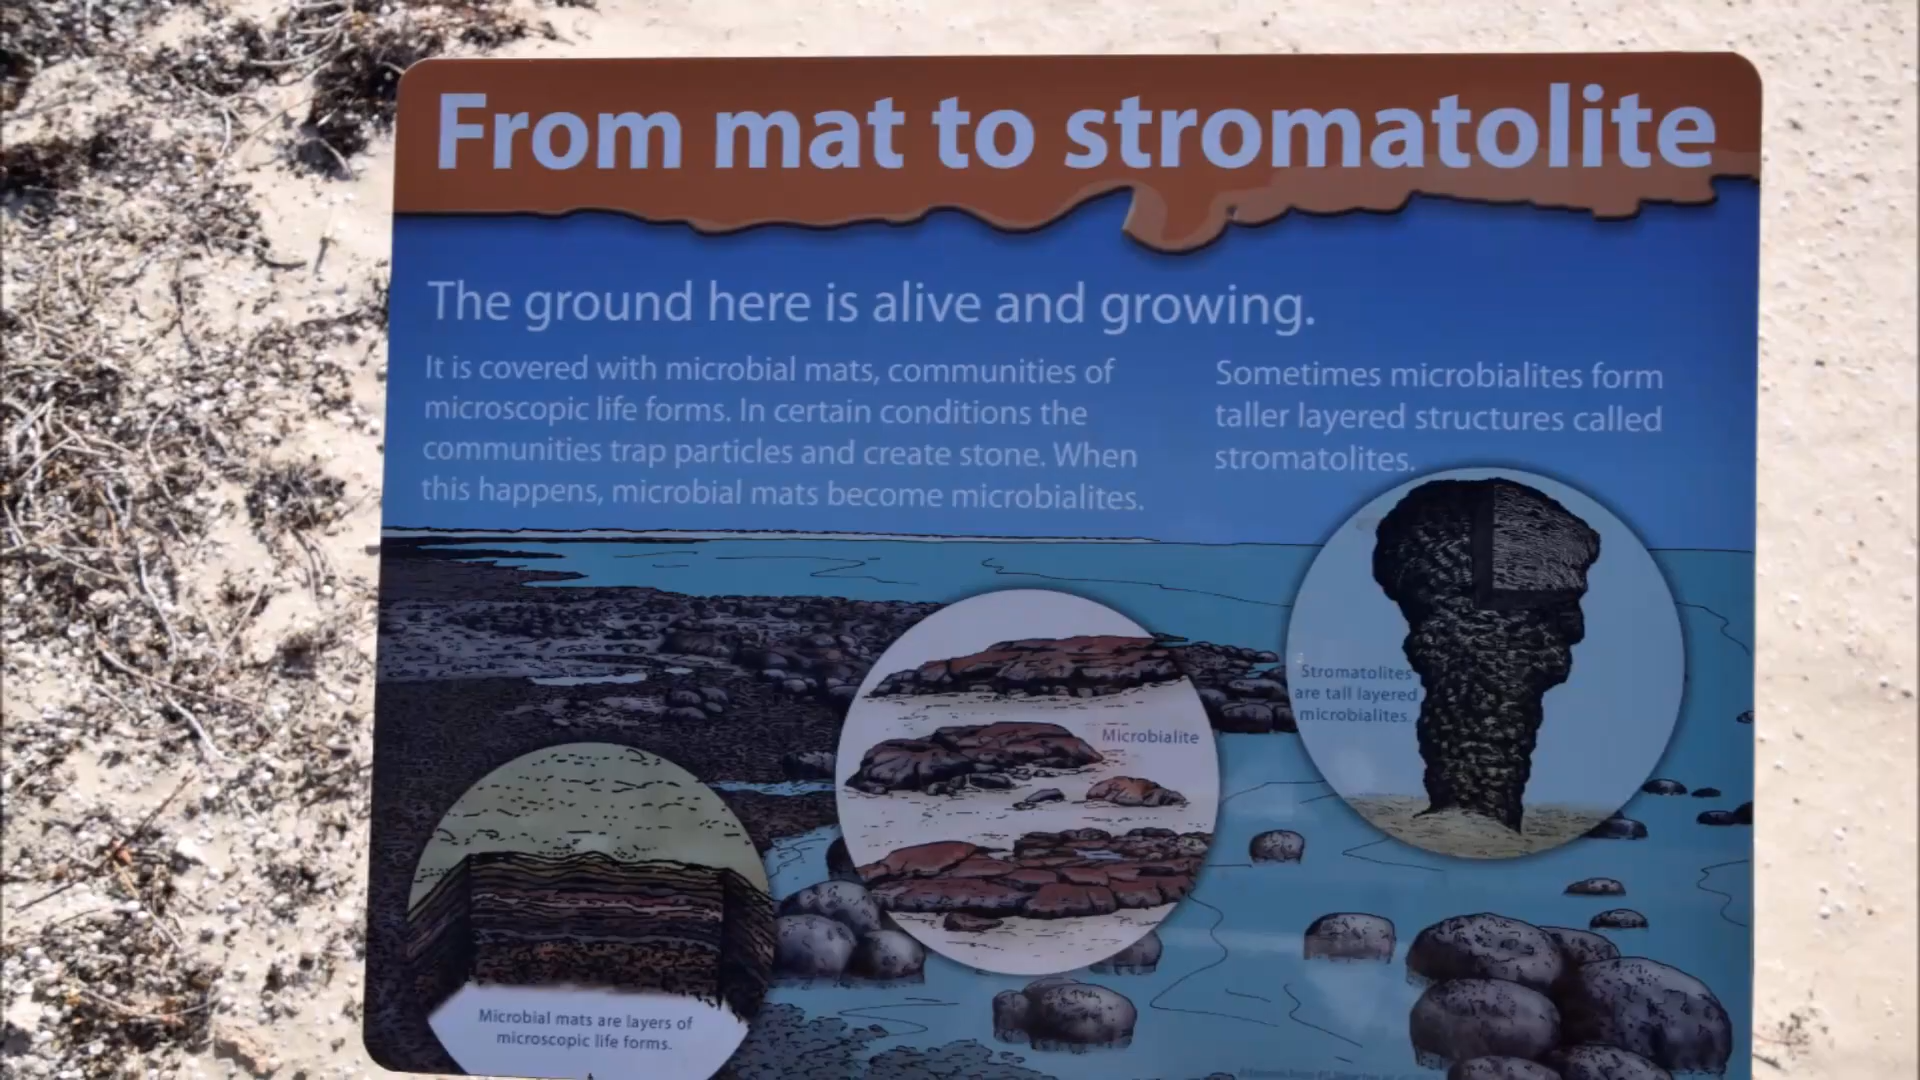 From mat to stromatolite
The ground here is alive and growing.
It is covered with microbial mats, communities of
microscopic life forms. In certain conditions the
communities trap particles and create stone. When
this happens, microbial mats become microbialites.
Sometimes microbialites form
taller layered structures called
stromatolites.
Stromatolites
are tall layered
microbialites.
Microbialite
Microbial mats are layers of
microscopic life forms.